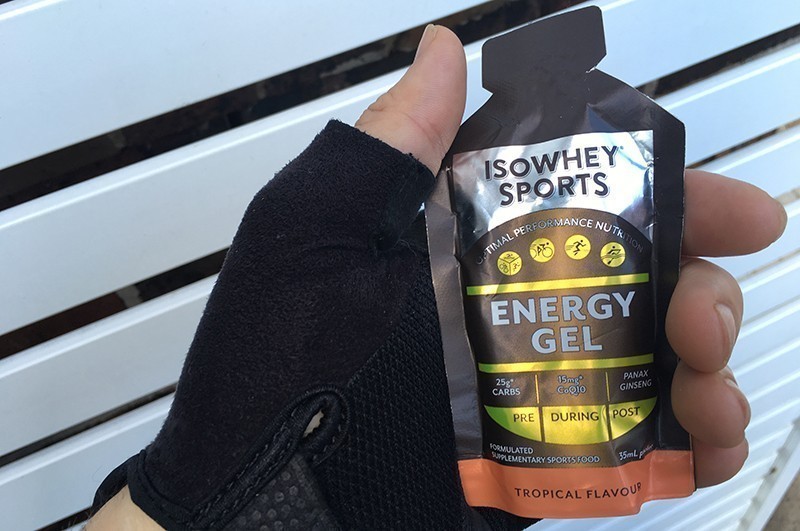 ISOWHEY
SPORTS
OPTIMAL PERFORMANCE NUTRITION
ENERGY
GEL
25g* CARBS
15mg* CoQ10
PANAX GINSENG
PRE DURING POST
FORMULATED
SUPPLEMENTARY SPORTS FOOD
35mL
TROPICAL FLAVOUR